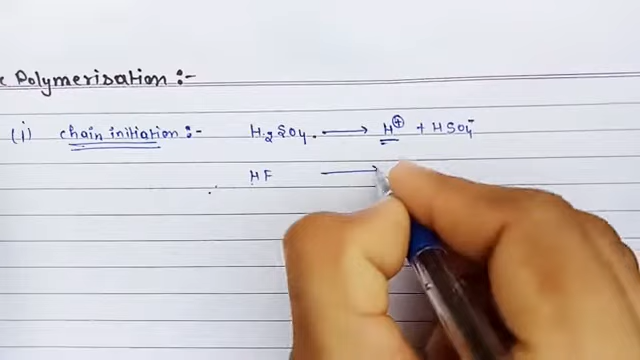 c Polymerisation :-
(i) chain initiation :- H₂SO₄. ⟶ H⊕ + HSO₄⁻
HF ⟶